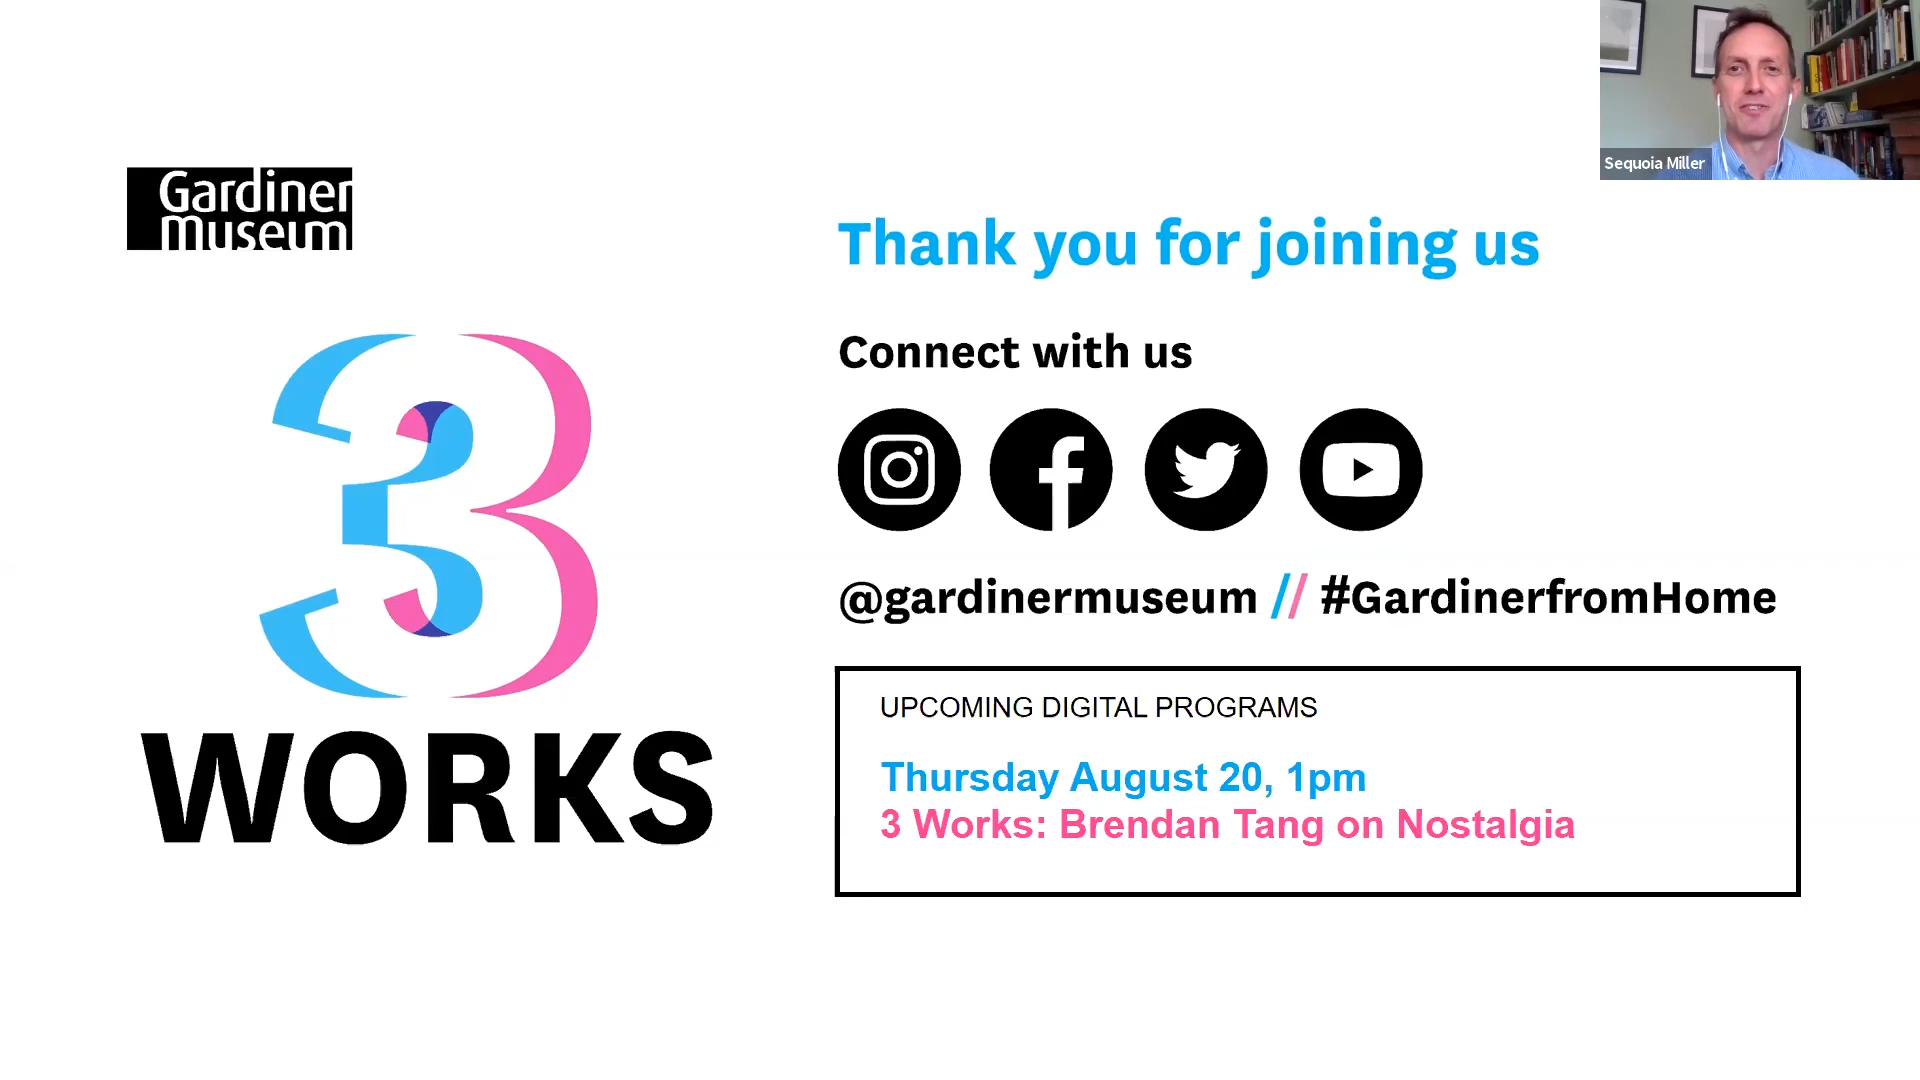 Sequoia Miller
Gardiner
museum
3
WORKS
Thank you for joining us
Connect with us
@gardinermuseum // #GardinerfromHome
UPCOMING DIGITAL PROGRAMS
Thursday August 20, 1pm
3 Works: Brendan Tang on Nostalgia